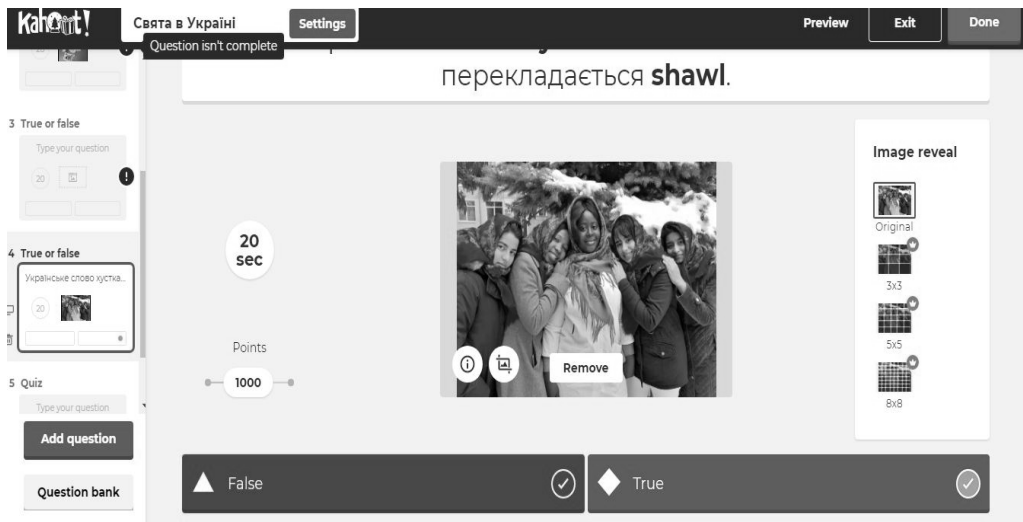 Kahoot!
Свята в Україні
Settings
Preview
Exit
Done
Question isn't complete
перекладається shawl.
3 True or false
Type your question
20
4 True or false
Українське слово хустка...
20
5 Quiz
Type your question
Add question
Question bank
20
sec
Points
1000
Remove
Image reveal
Original
3x3
5x5
8x8
False
True